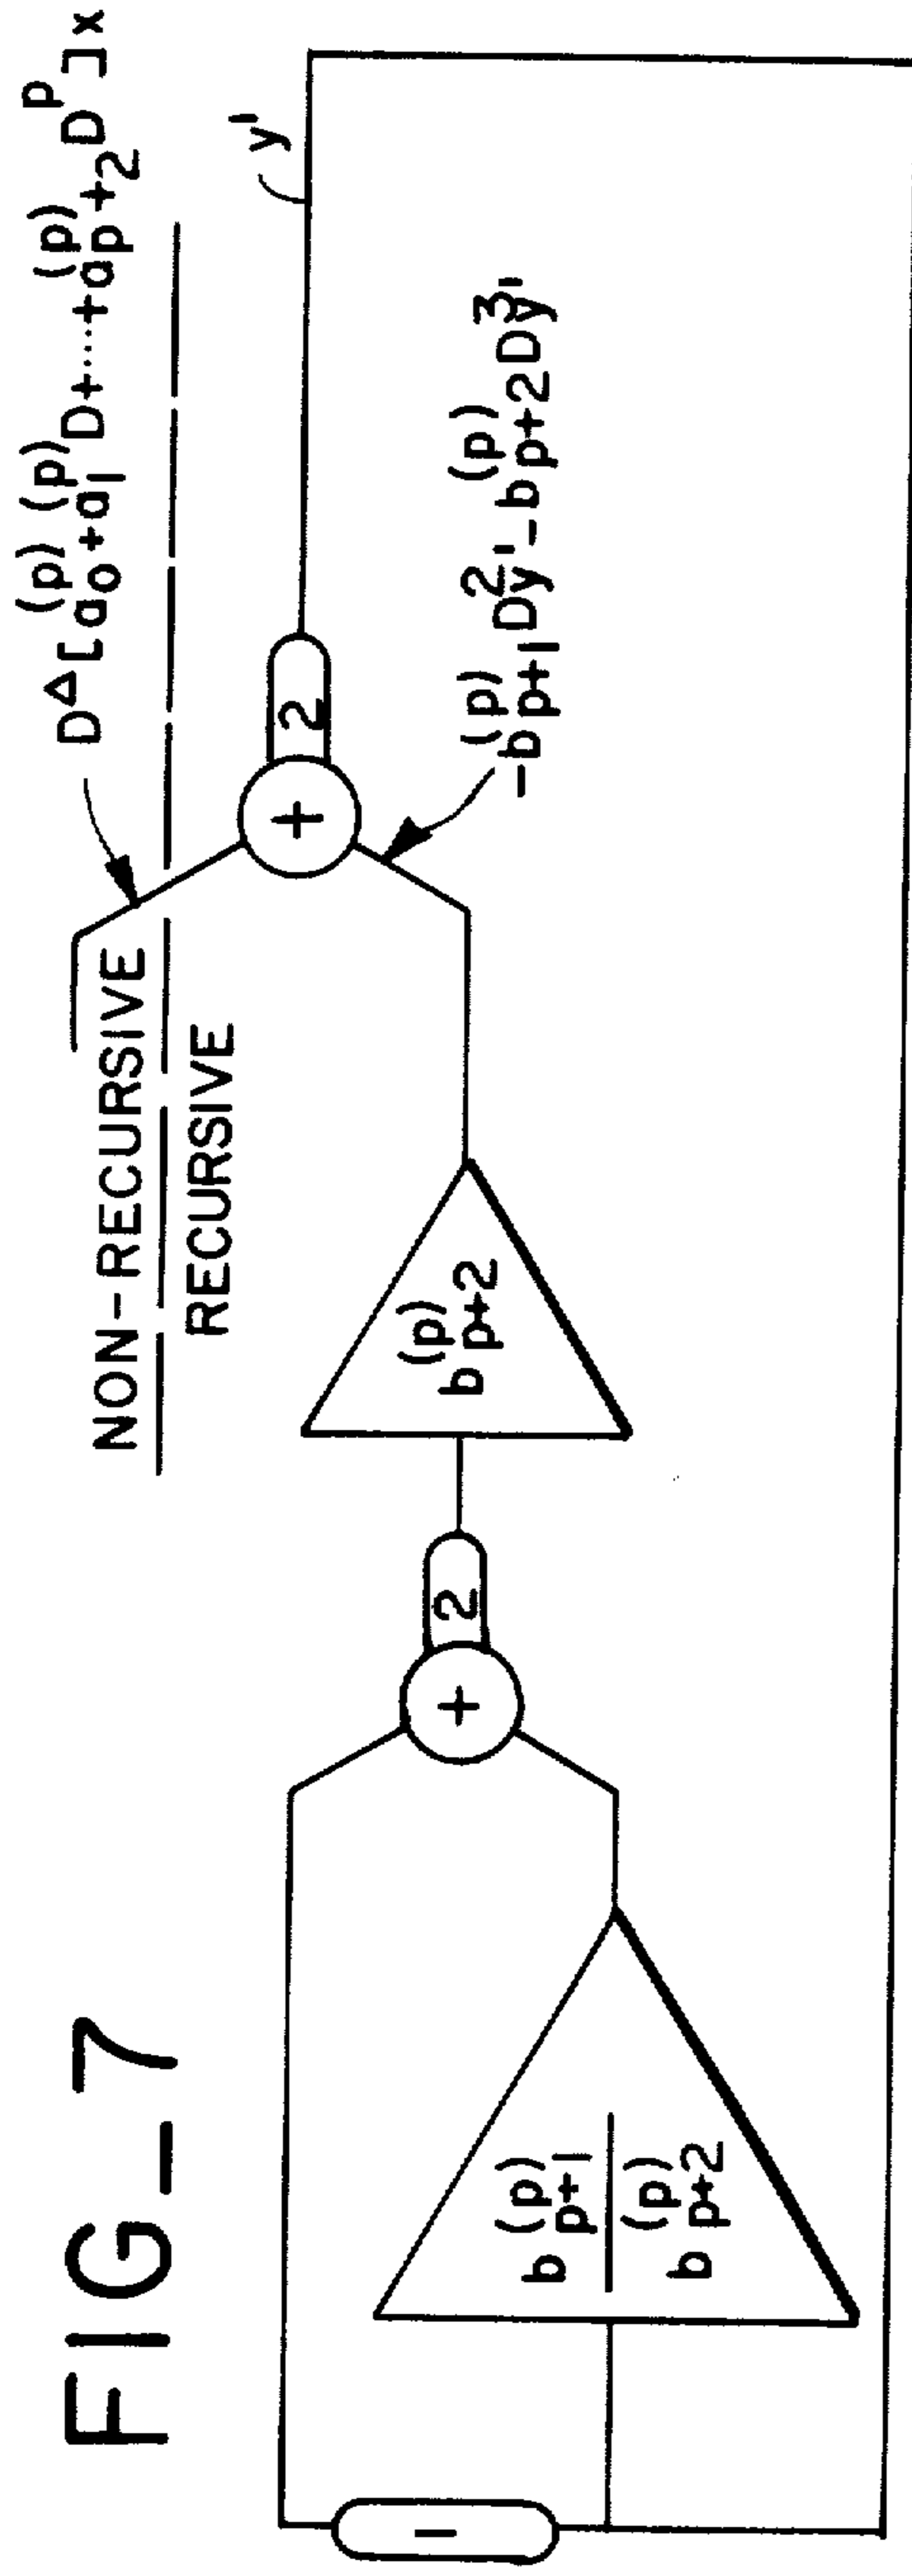 FIG_7
D^Δ[a_0^(p)+a_1^(p)D+····+a_p+2^(p)D^P]x
NON-RECURSIVE
RECURSIVE
y'
+
2
-b_p+1^(p)D^2y'-b_p+2^(p)D^3y'
b_p+2^(p)
+
2
b_p+1^(p)
b_p+2^(p)
1